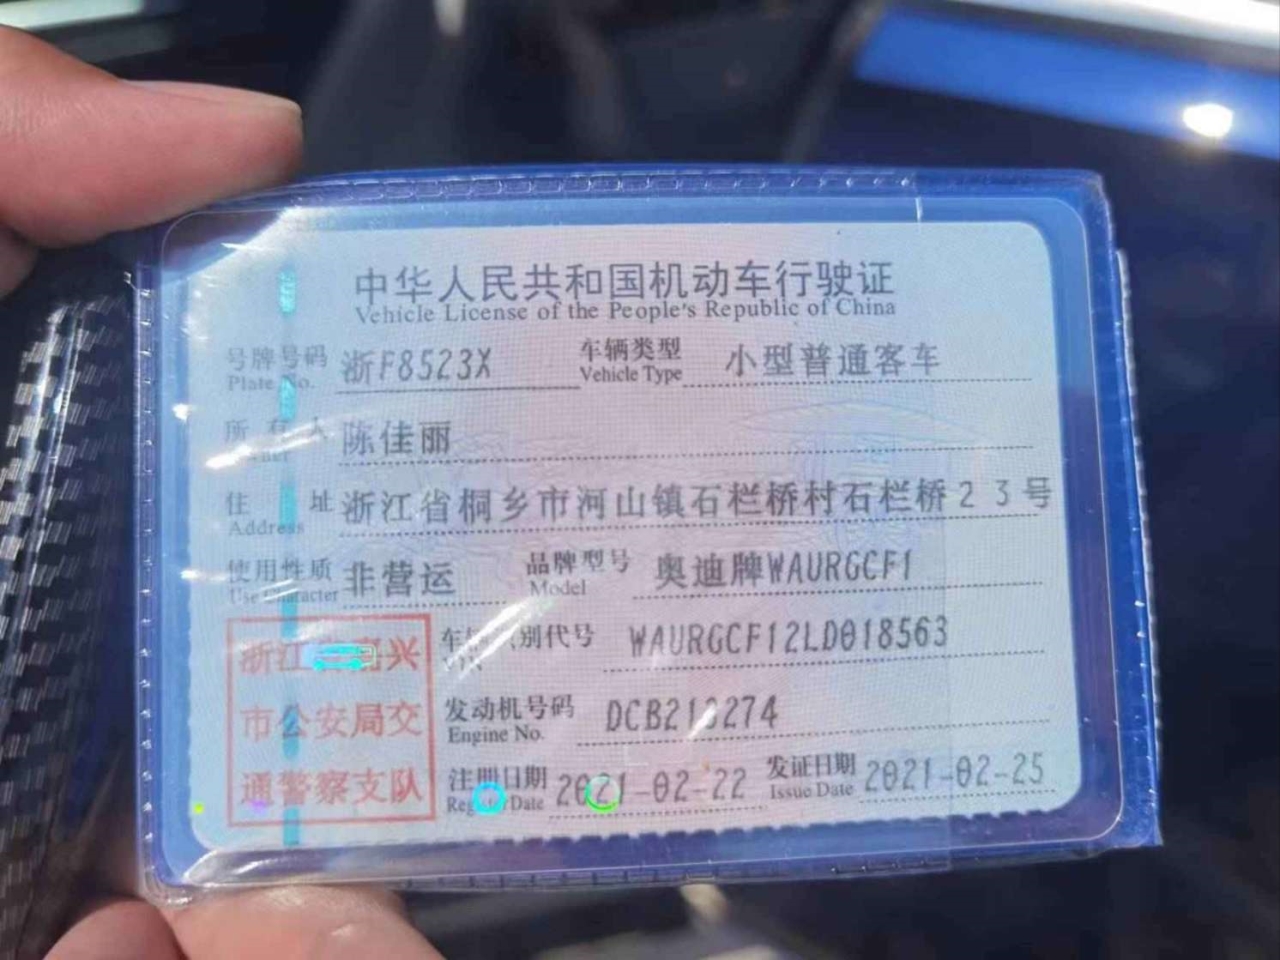 中华人民共和国机动车行驶证
Vehicle License of the People's Republic of China
号牌号码 浙F8523X 车辆类型 小型普通客车
Plate No. Vehicle Type
所有人 陈佳丽
住址 浙江省桐乡市河山镇石栏桥村石栏桥23号
Address
使用性质 非营运 品牌型号 奥迪牌WAURGCF1
Use Character Model
别代号 WAURGCF12LD018563
发动机号码
Engine No.
注册日期 2021-02-22 发证日期 2021-02-25
Date Issue Date
浙江 兴
市公安局交
通警察支队